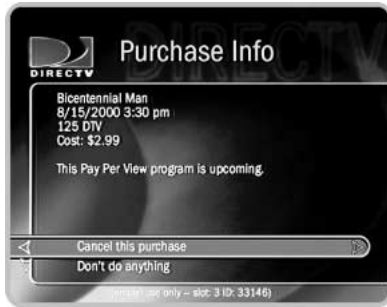 DIRECTV
Purchase Info
Bicentennial Man
8/15/2000 3:30 pm
125 DTV
Cost: $2.99
This Pay Per View program is upcoming.
Cancel this purchase
Don't do anything
only – slot 3 ID: 33146)